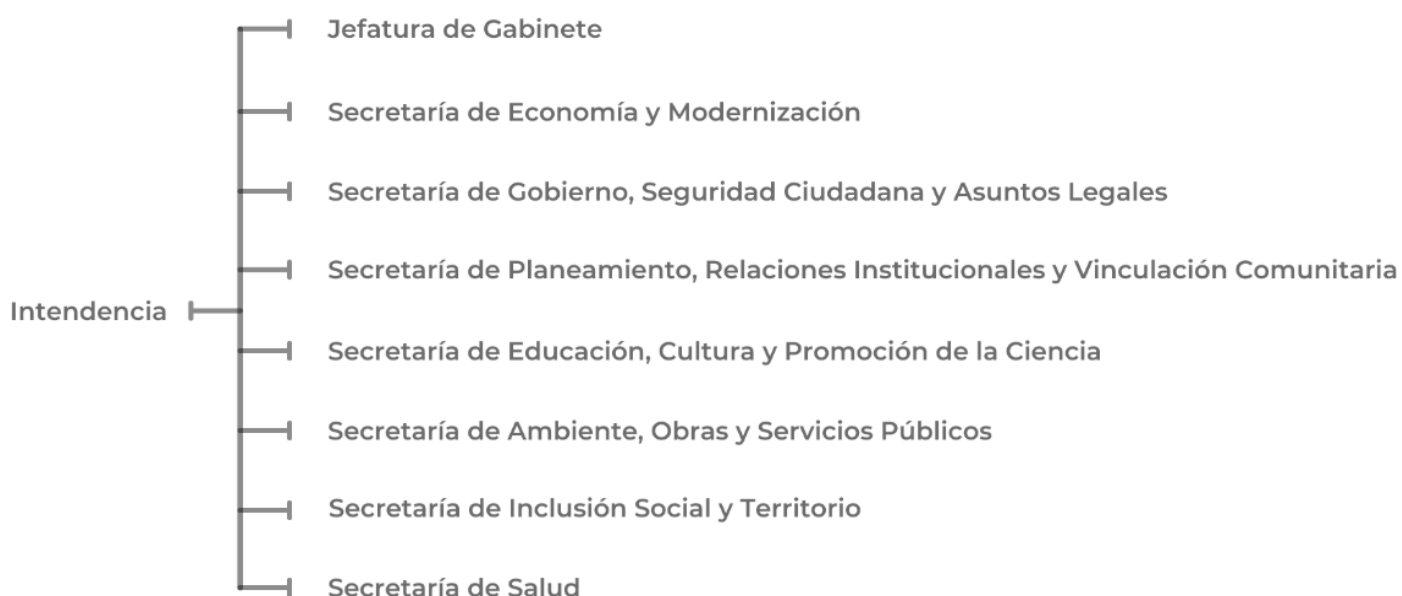 Jefatura de Gabinete
Secretaría de Economía y Modernización
Secretaría de Gobierno, Seguridad Ciudadana y Asuntos Legales
Secretaría de Planeamiento, Relaciones Institucionales y Vinculación Comunitaria
Intendencia
Secretaría de Educación, Cultura y Promoción de la Ciencia
Secretaría de Ambiente, Obras y Servicios Públicos
Secretaría de Inclusión Social y Territorio
Secretaría de Salud